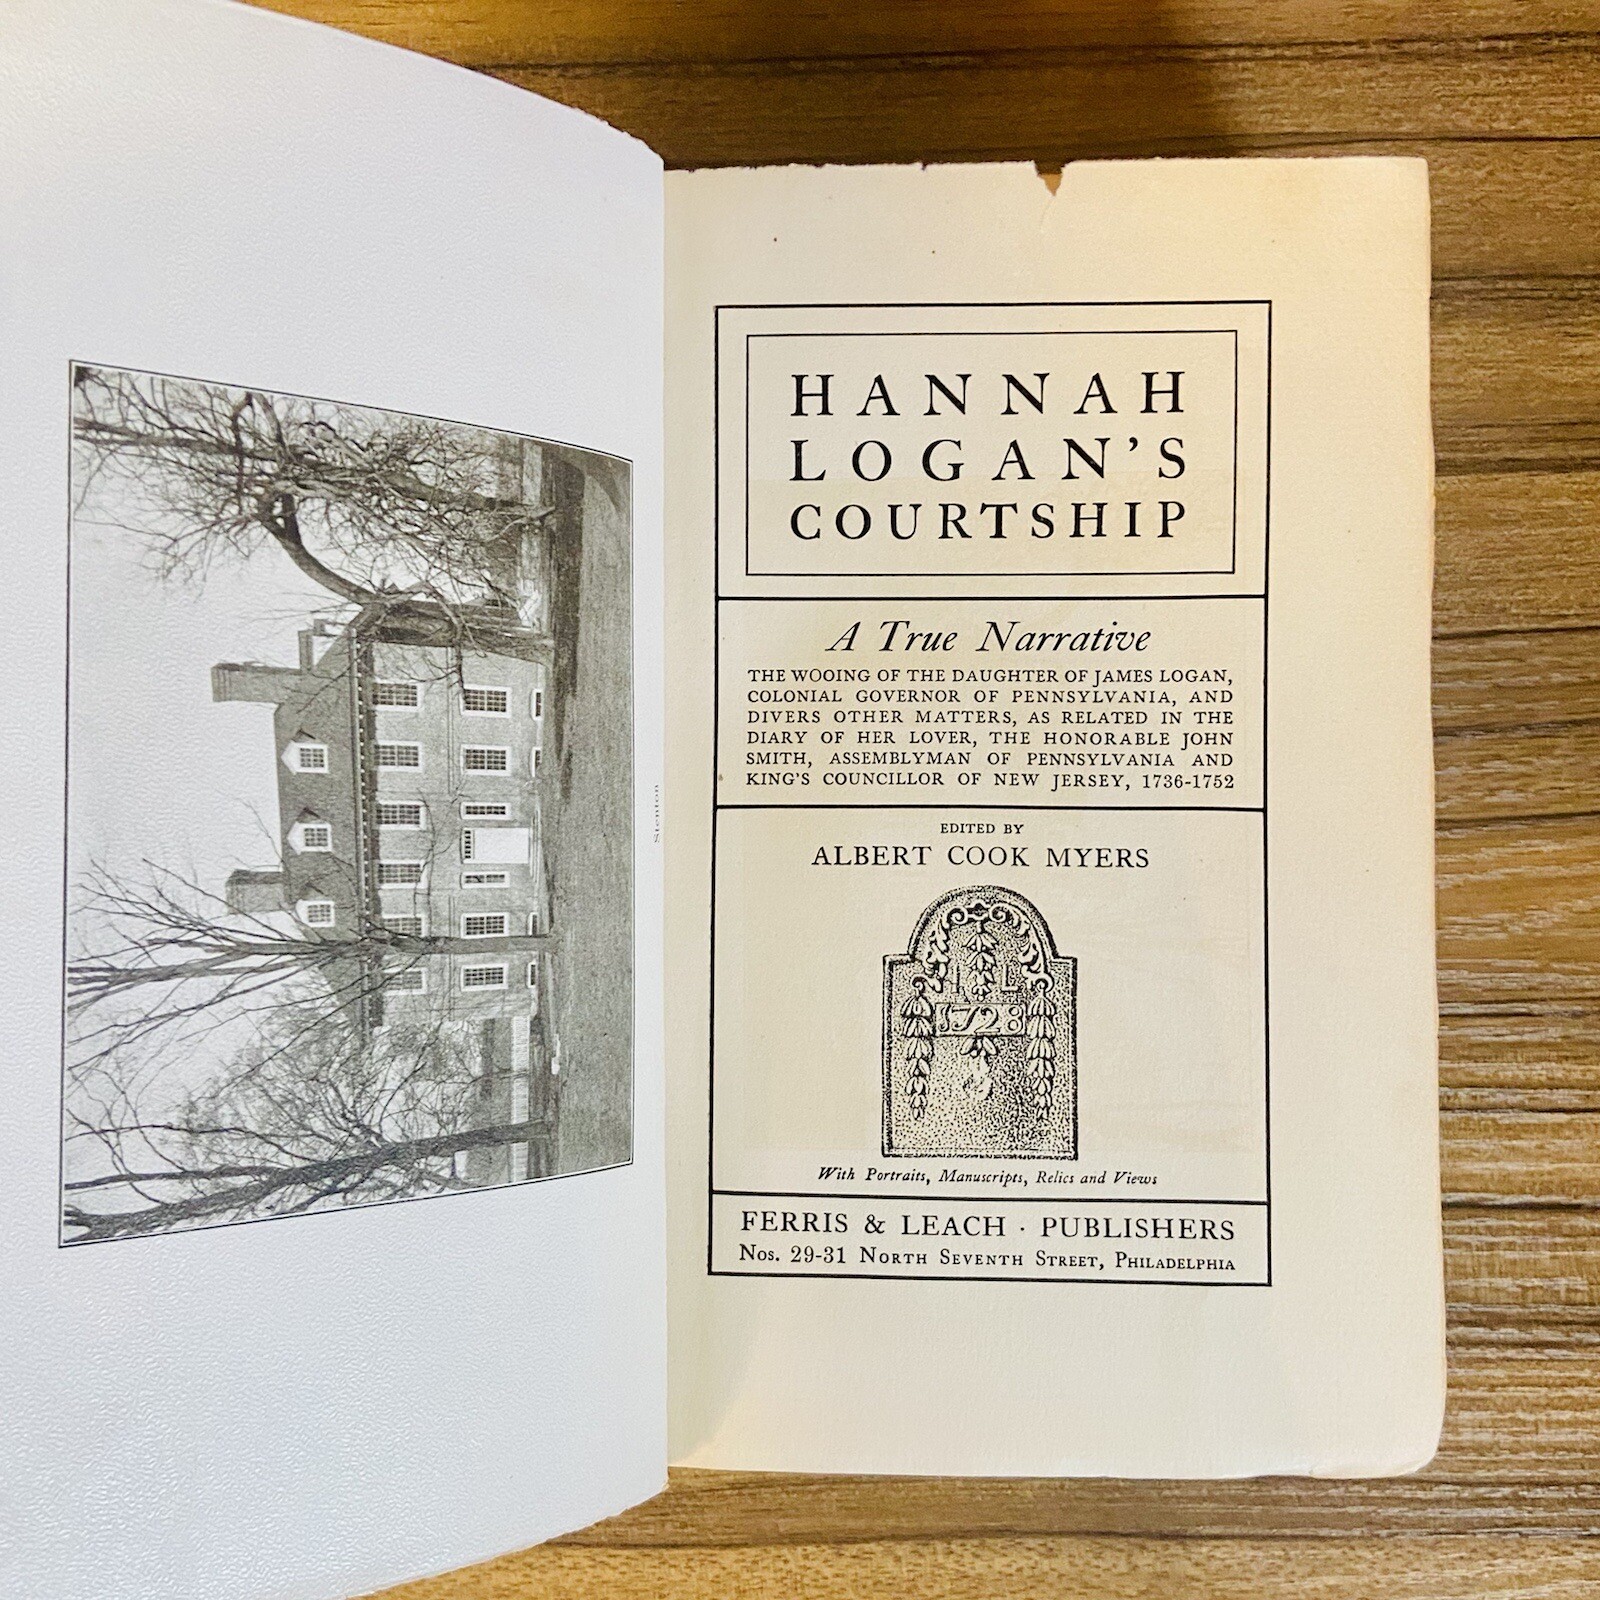 Stenton
HANNAH
LOGAN'S
COURTSHIP
A True Narrative
THE WOOING OF THE DAUGHTER OF JAMES LOGAN,
COLONIAL GOVERNOR OF PENNSYLVANIA, AND
DIVERS OTHER MATTERS, AS RELATED IN THE
DIARY OF HER LOVER, THE HONORABLE JOHN
SMITH, ASSEMBLYMAN OF PENNSYLVANIA AND
KING'S COUNCILLOR OF NEW JERSEY, 1736-1752
EDITED BY
ALBERT COOK MYERS
I L
1728
With Portraits, Manuscripts, Relics and Views
FERRIS & LEACH · PUBLISHERS
Nos. 29-31 North Seventh Street, Philadelphia